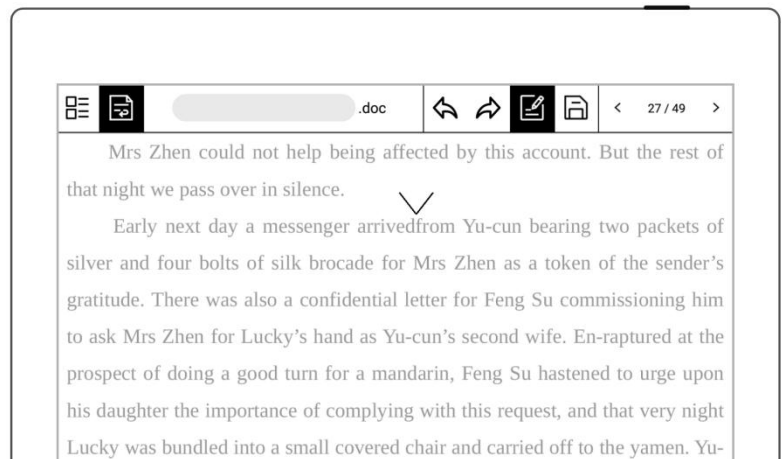 .doc
27 / 49
Mrs Zhen could not help being affected by this account. But the rest of
that night we pass over in silence.
Early next day a messenger arrivedfrom Yu-cun bearing two packets of
silver and four bolts of silk brocade for Mrs Zhen as a token of the sender’s
gratitude. There was also a confidential letter for Feng Su commissioning him
to ask Mrs Zhen for Lucky’s hand as Yu-cun’s second wife. En-raptured at the
prospect of doing a good turn for a mandarin, Feng Su hastened to urge upon
his daughter the importance of complying with this request, and that very night
Lucky was bundled into a small covered chair and carried off to the yamen. Yu-